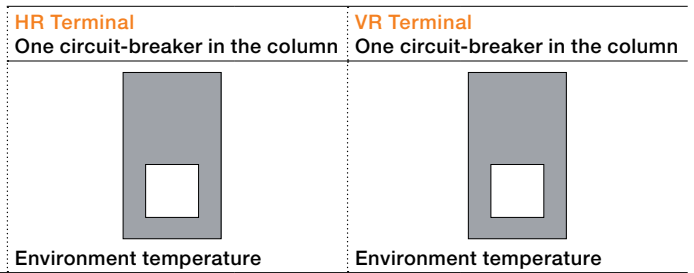 HR Terminal
One circuit-breaker in the column
Environment temperature
VR Terminal
One circuit-breaker in the column
Environment temperature